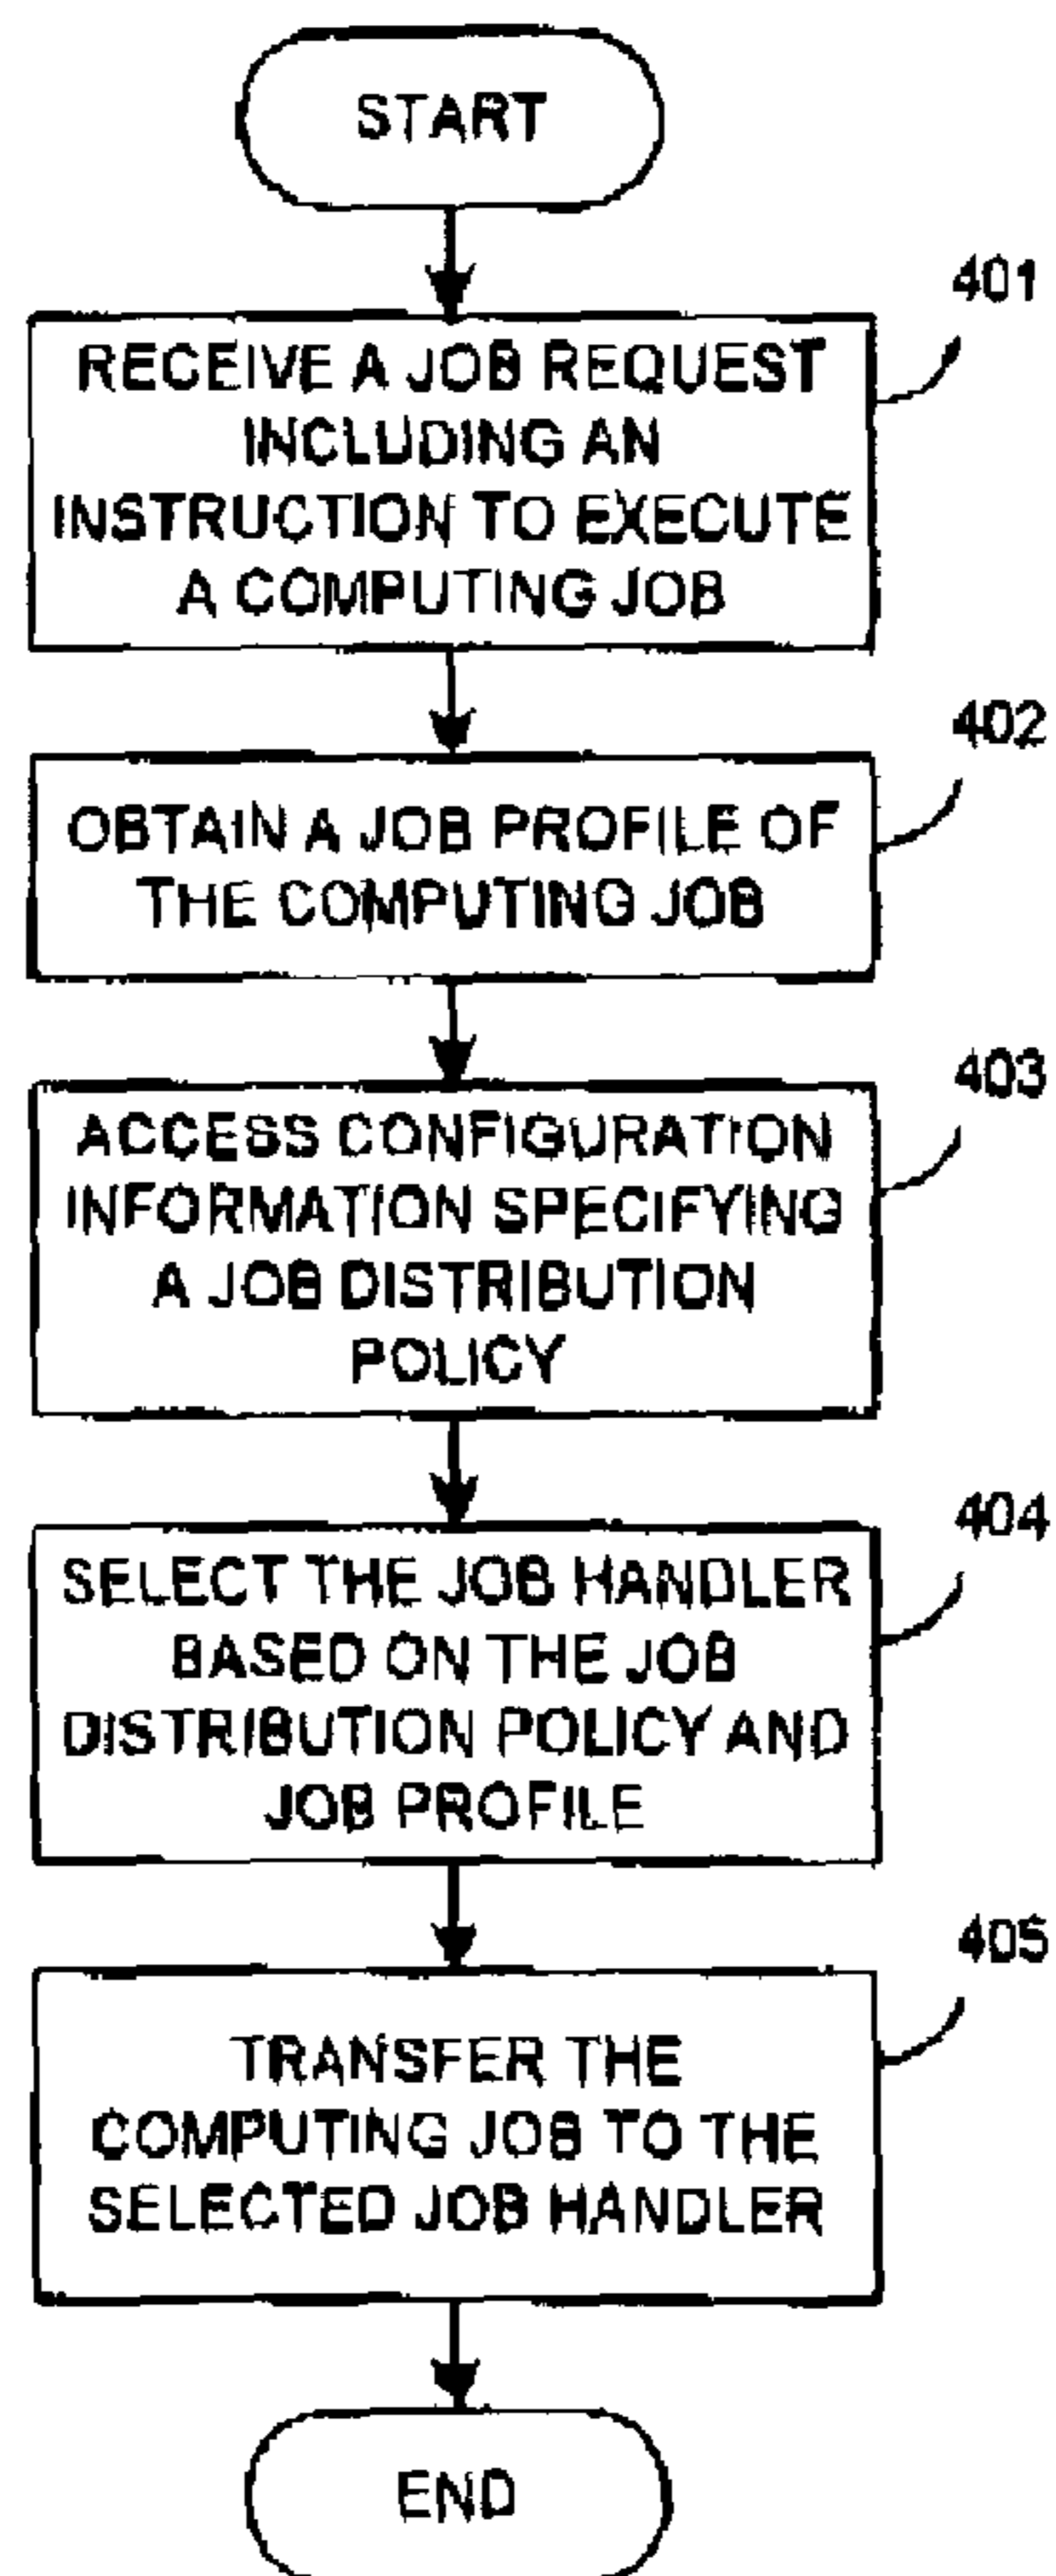 START
401
RECEIVE A JOB REQUEST
INCLUDING AN
INSTRUCTION TO EXECUTE
A COMPUTING JOB
402
OBTAIN A JOB PROFILE OF
THE COMPUTING JOB
403
ACCESS CONFIGURATION
INFORMATION SPECIFYING
A JOB DISTRIBUTION
POLICY
404
SELECT THE JOB HANDLER
BASED ON THE JOB
DISTRIBUTION POLICY AND
JOB PROFILE
405
TRANSFER THE
COMPUTING JOB TO THE
SELECTED JOB HANDLER
END